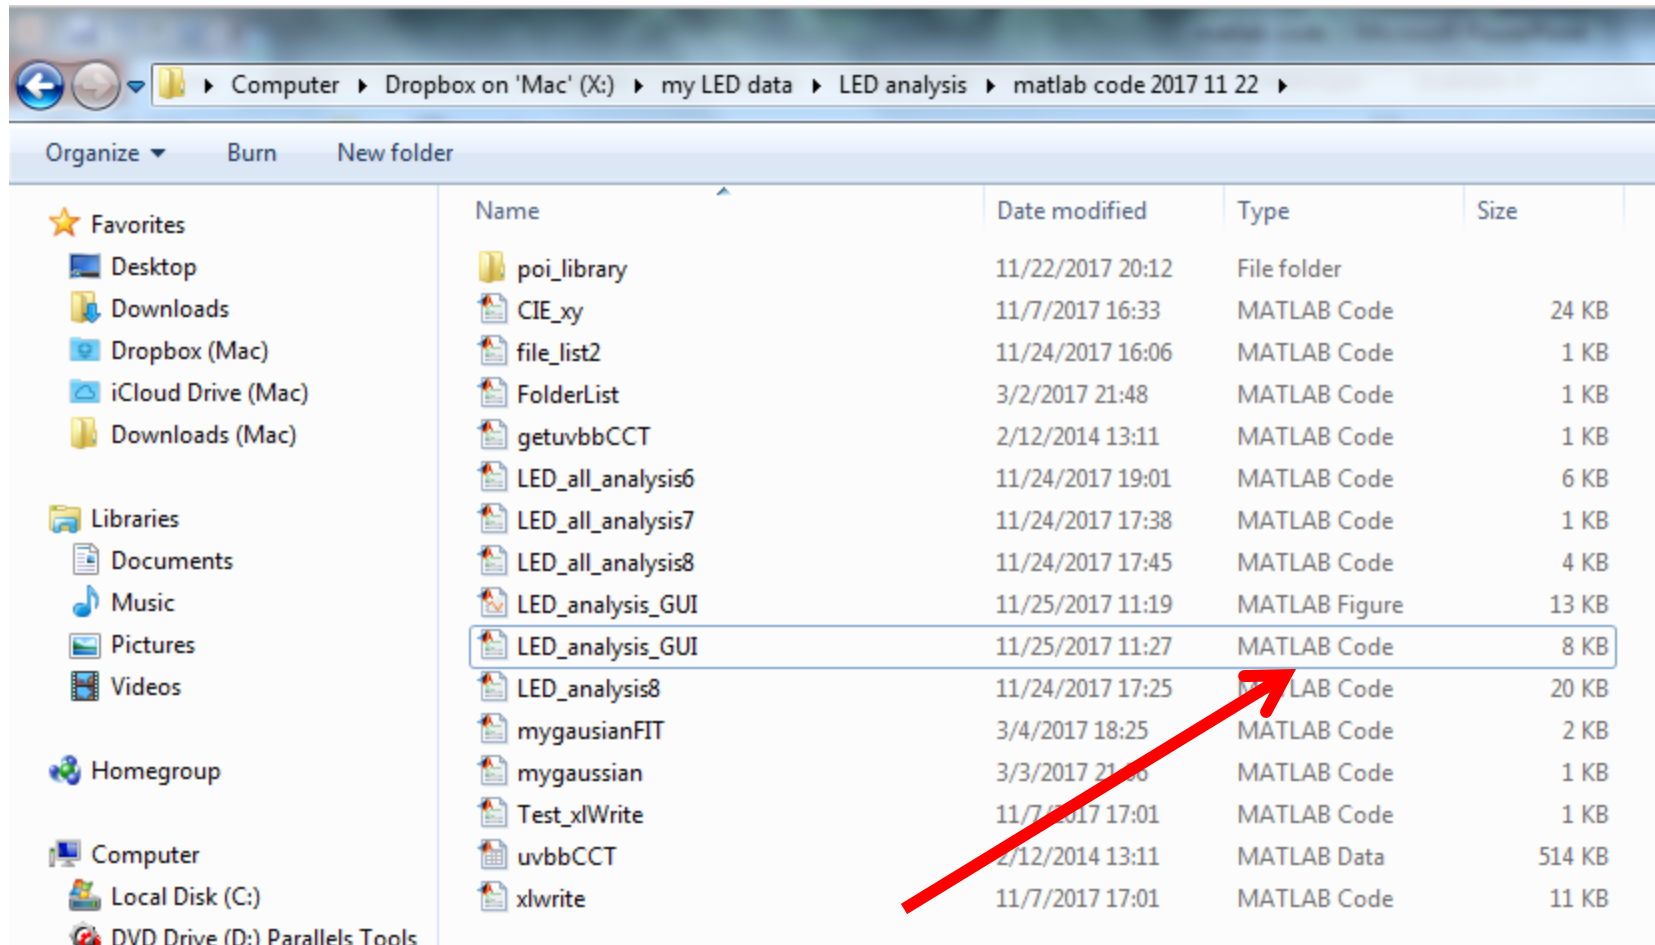 Computer Dropbox on 'Mac' (X:) my LED data LED analysis matlab code 2017 11 22
Organize Burn New folder
Favorites
Desktop
Downloads
Dropbox (Mac)
iCloud Drive (Mac)
Downloads (Mac)
Libraries
Documents
Music
Pictures
Videos
Homegroup
Computer
Local Disk (C:)
DVD Drive (D:) Parallels Tools
Name Date modified Type Size
poi_library 11/22/2017 20:12 File folder
CIE_xy 11/7/2017 16:33 MATLAB Code 24 KB
file_list2 11/24/2017 16:06 MATLAB Code 1 KB
FolderList 3/2/2017 21:48 MATLAB Code 1 KB
getuvbbCCT 2/12/2014 13:11 MATLAB Code 1 KB
LED_all_analysis6 11/24/2017 19:01 MATLAB Code 6 KB
LED_all_analysis7 11/24/2017 17:38 MATLAB Code 1 KB
LED_all_analysis8 11/24/2017 17:45 MATLAB Code 4 KB
LED_analysis_GUI 11/25/2017 11:19 MATLAB Figure 13 KB
LED_analysis_GUI 11/25/2017 11:27 MATLAB Code 8 KB
LED_analysis8 11/24/2017 17:25 MATLAB Code 20 KB
mygausianFIT 3/4/2017 18:25 MATLAB Code 2 KB
mygaussian 3/3/2017 MATLAB Code 1 KB
Test_xlWrite 11/7/2017 17:01 MATLAB Code 1 KB
uvbbCCT 2/12/2014 13:11 MATLAB Data 514 KB
xlwrite 11/7/2017 17:01 MATLAB Code 11 KB